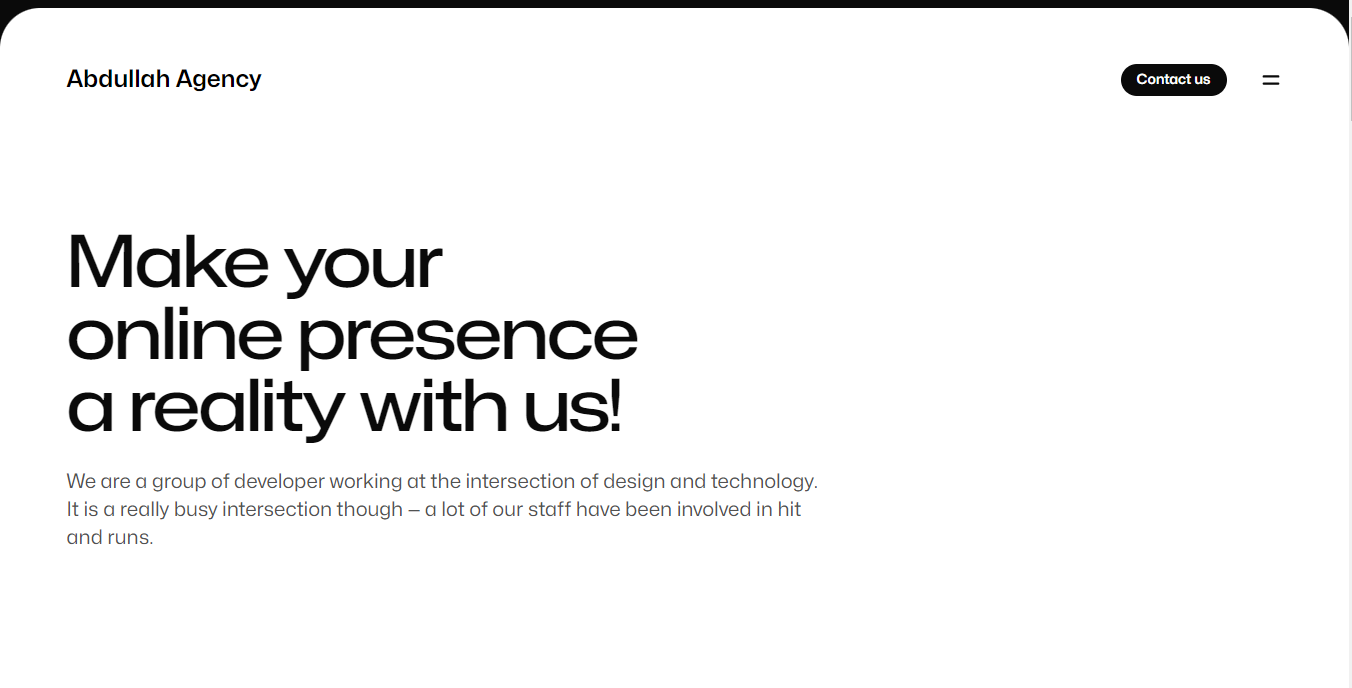 Abdullah Agency
Contact us
Make your
online presence
a reality with us!
We are a group of developer working at the intersection of design and technology.
It is a really busy intersection though — a lot of our staff have been involved in hit
and runs.